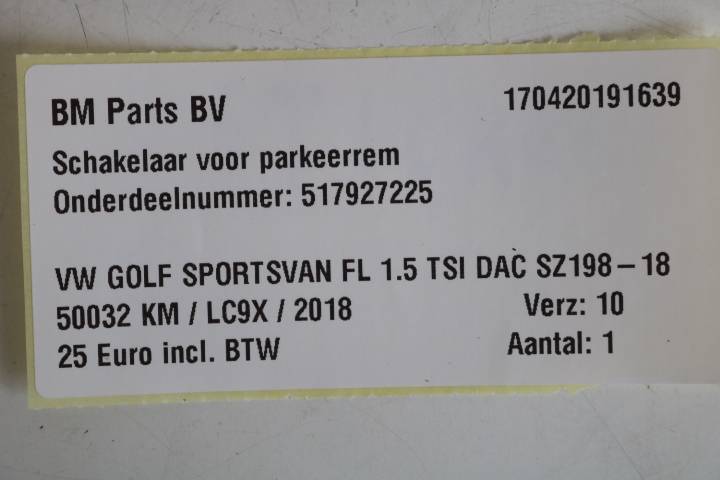 BM Parts BV 170420191639
Schakelaar voor parkeerrem
Onderdeelnummer: 517927225
VW GOLF SPORTSVAN FL 1.5 TSI DAC SZ198-18
50032 KM / LC9X / 2018 Verz: 10
25 Euro incl. BTW Aantal: 1